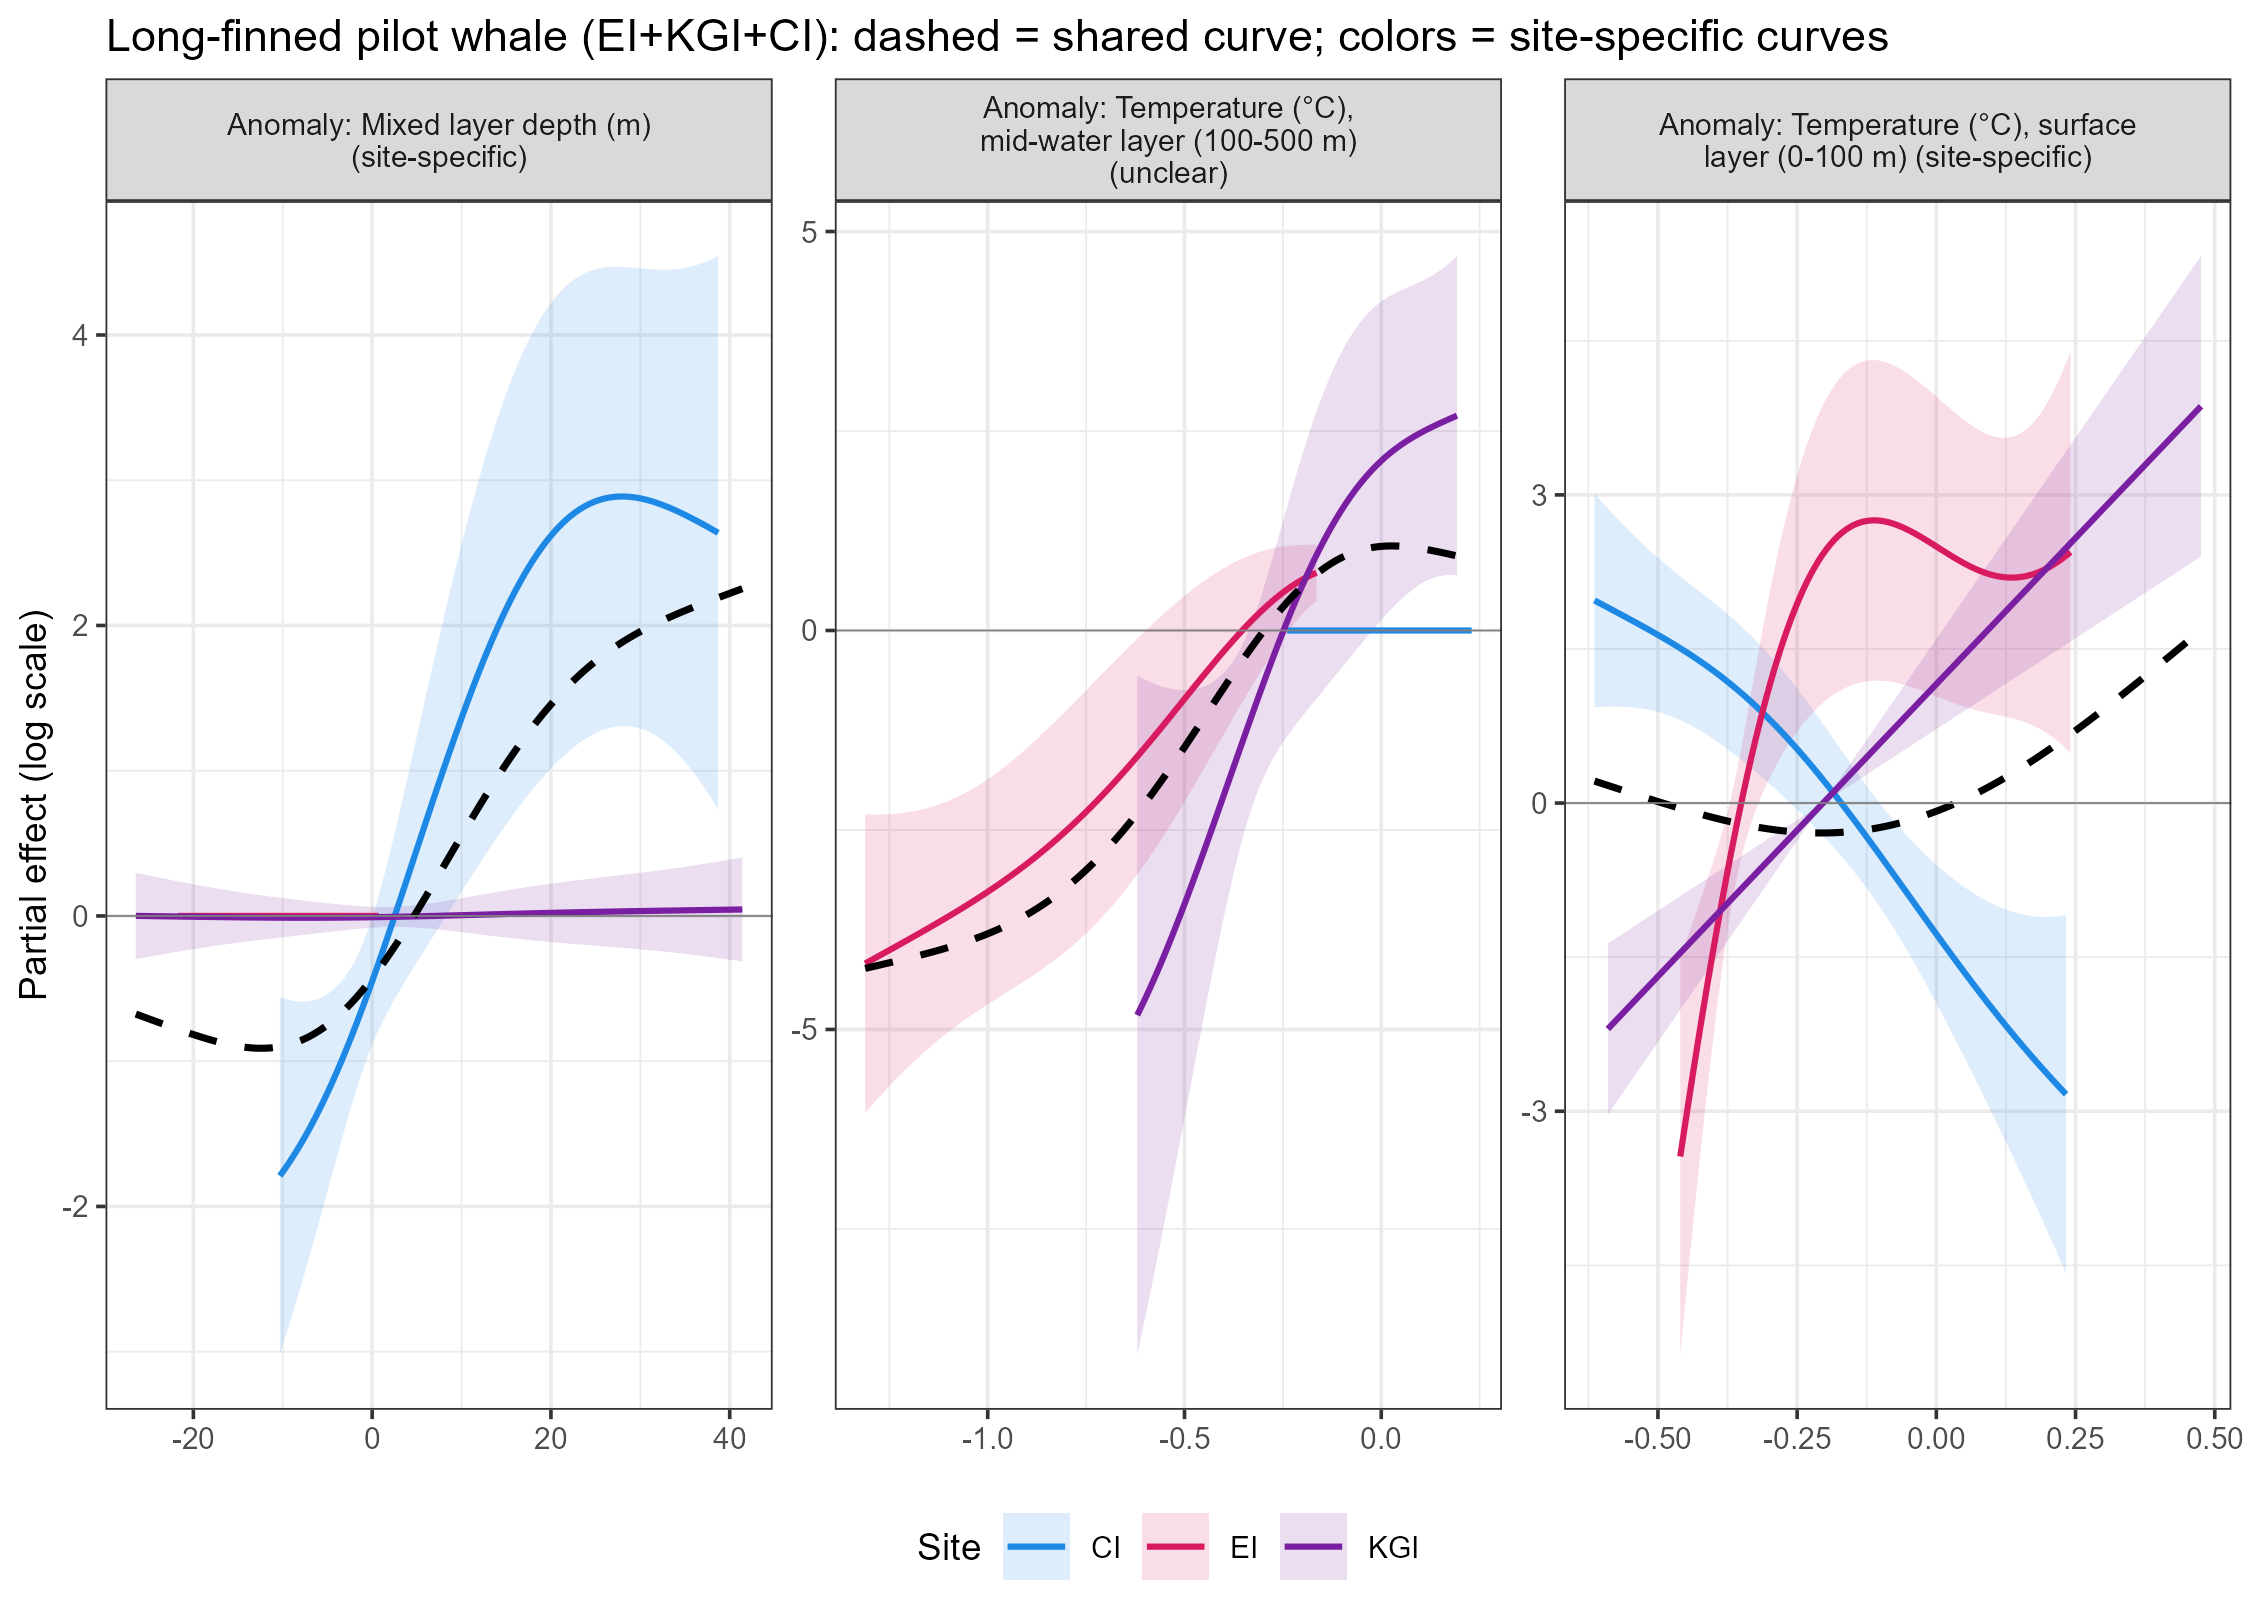 Long-finned pilot whale (EI+KGI+CI): dashed = shared curve; colors = site-specific curves
Anomaly: Mixed layer depth (m)
(site-specific)
Anomaly: Temperature (°C),
mid-water layer (100-500 m)
(unclear)
Anomaly: Temperature (°C), surface
layer (0-100 m) (site-specific)
Partial effect (log scale)
4
2
0
-2
5
0
-5
3
0
-3
-20 0 20 40
-1.0 -0.5 0.0
-0.50 -0.25 0.00 0.25 0.50
Site CI EI KGI